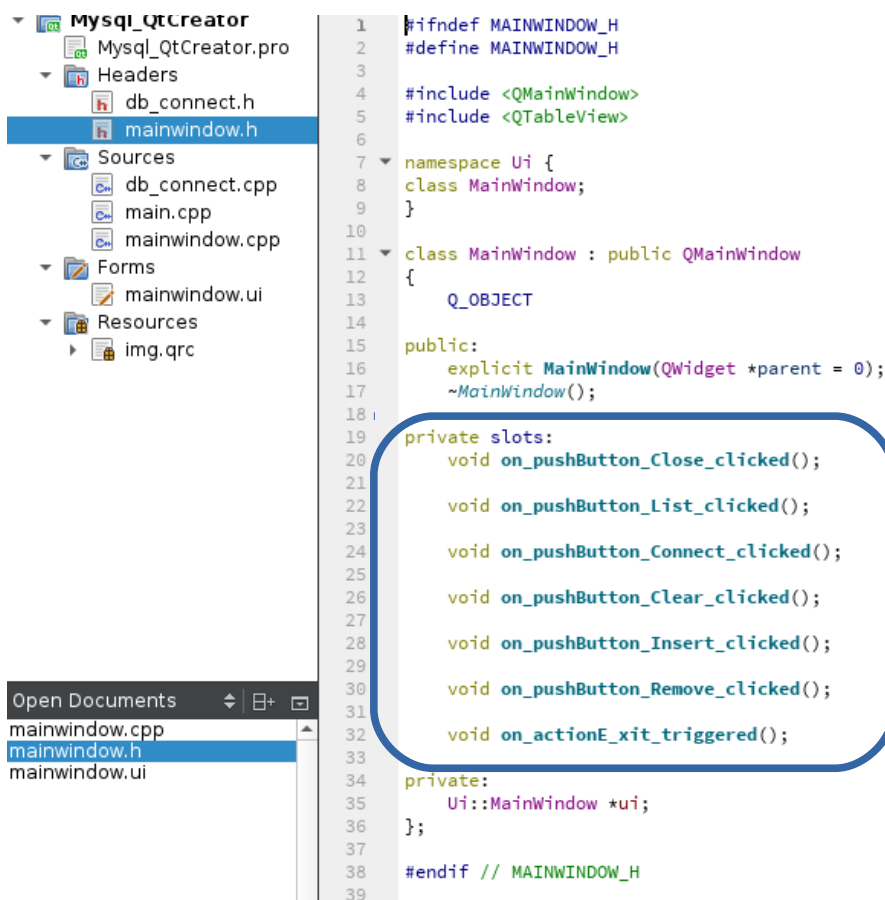 Mysql_QtCreator
Mysql_QtCreator.pro
Headers
db_connect.h
mainwindow.h
Sources
db_connect.cpp
main.cpp
mainwindow.cpp
Forms
mainwindow.ui
Resources
img.qrc
Open Documents
mainwindow.cpp
mainwindow.h
mainwindow.ui
1 #ifndef MAINWINDOW_H
2 #define MAINWINDOW_H
3
4 #include <QMainWindow>
5 #include <QTableView>
6
7 namespace Ui {
8 class MainWindow;
9 }
10
11 class MainWindow : public QMainWindow
12 {
13     Q_OBJECT
14
15 public:
16     explicit MainWindow(QWidget *parent = 0);
17     ~MainWindow();
18
19 private slots:
20     void on_pushButton_Close_clicked();
21
22     void on_pushButton_List_clicked();
23
24     void on_pushButton_Connect_clicked();
25
26     void on_pushButton_Clear_clicked();
27
28     void on_pushButton_Insert_clicked();
29
30     void on_pushButton_Remove_clicked();
31
32     void on_actionE_xit_triggered();
33
34 private:
35     Ui::MainWindow *ui;
36 };
37
38 #endif // MAINWINDOW_H
39